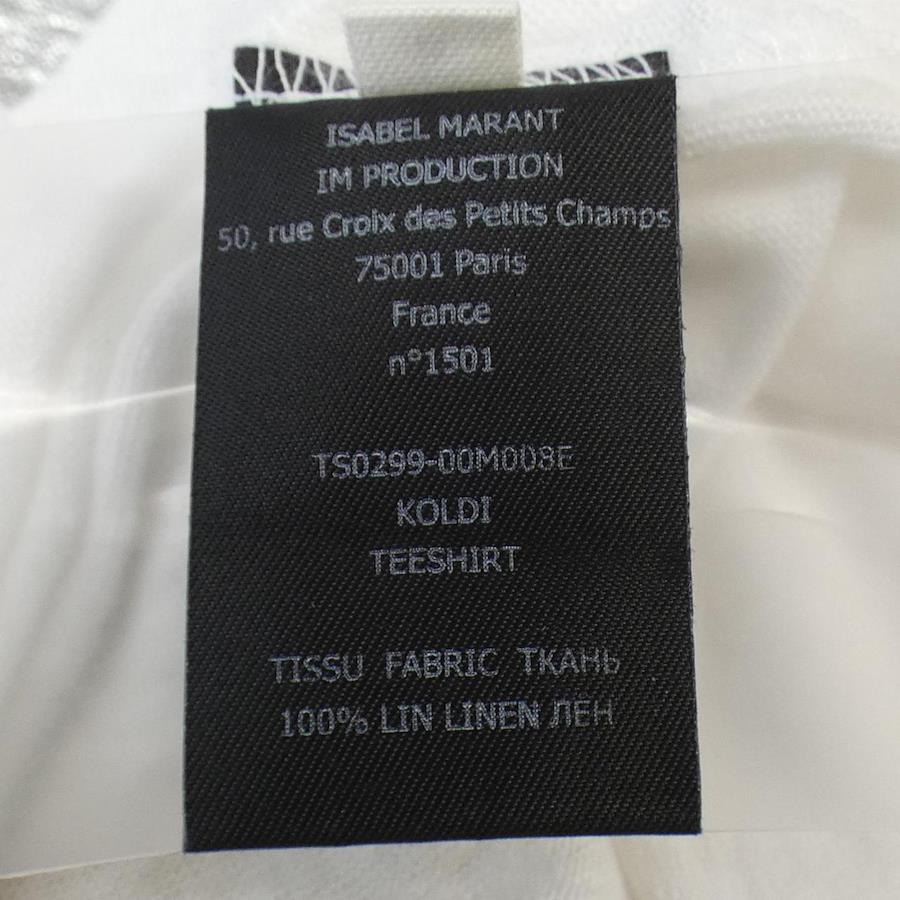 ISABEL MARANT
IM PRODUCTION
50, rue Croix des Petits Champs
75001 Paris
France
n°1501
TS0299-00M008E
KOLDI
TEESHIRT
TISSU FABRIC ТКАНЬ
100% LIN LINEN ЛЕН